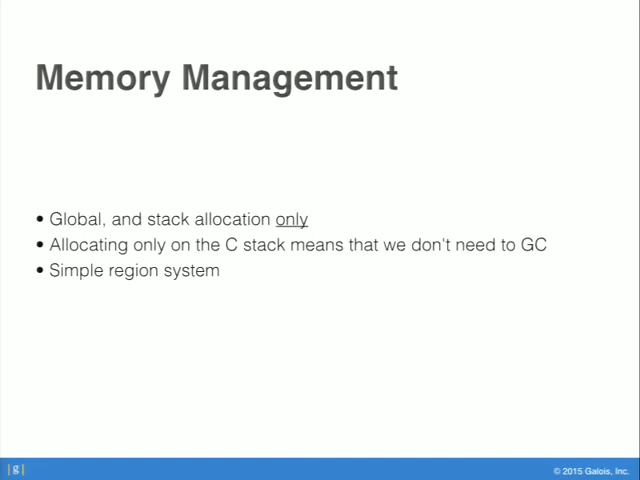 Memory Management
• Global, and stack allocation only
• Allocating only on the C stack means that we don't need to GC
• Simple region system
|g|
© 2015 Galois, Inc.